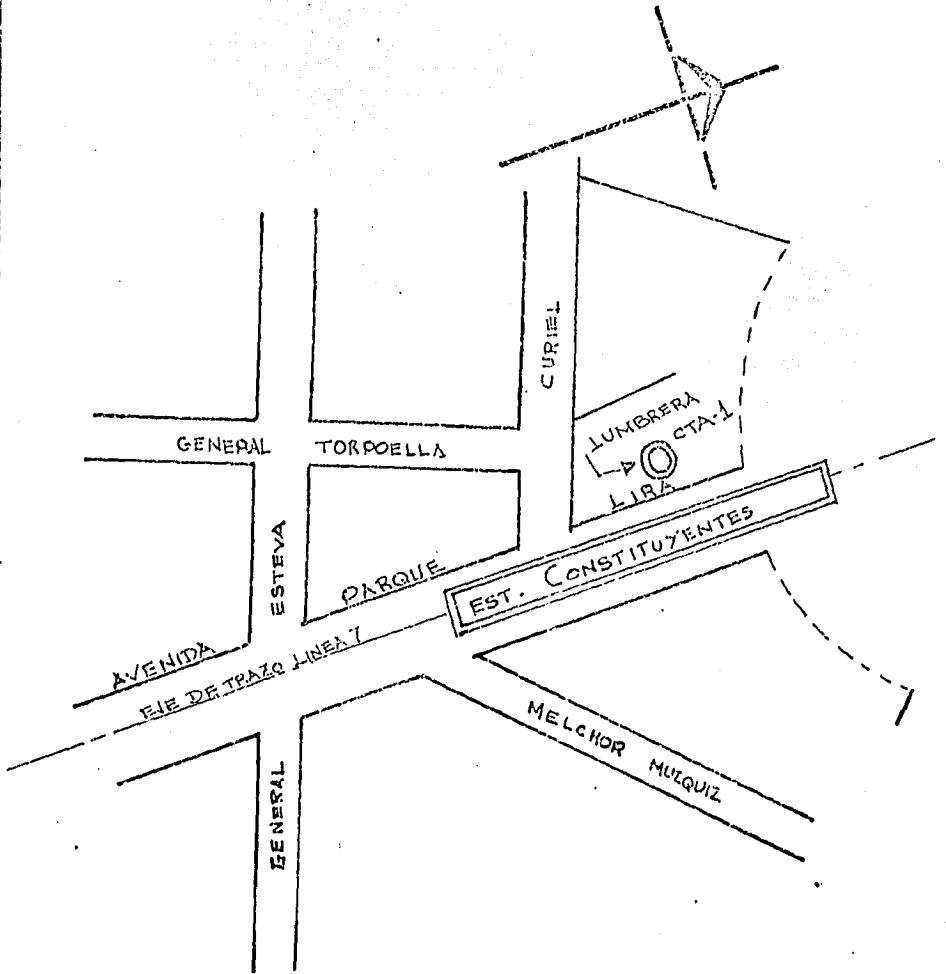 CURIEL
LUMBRERA
CTA-1
GENERAL TORROELLA
LIRA
EST. CONSTITUYENTES
ESTEVA
PARQUE
AVENIDA
EJE DE TRAZO LINEA 7
MELCHOR MUZQUIZ
GENERAL